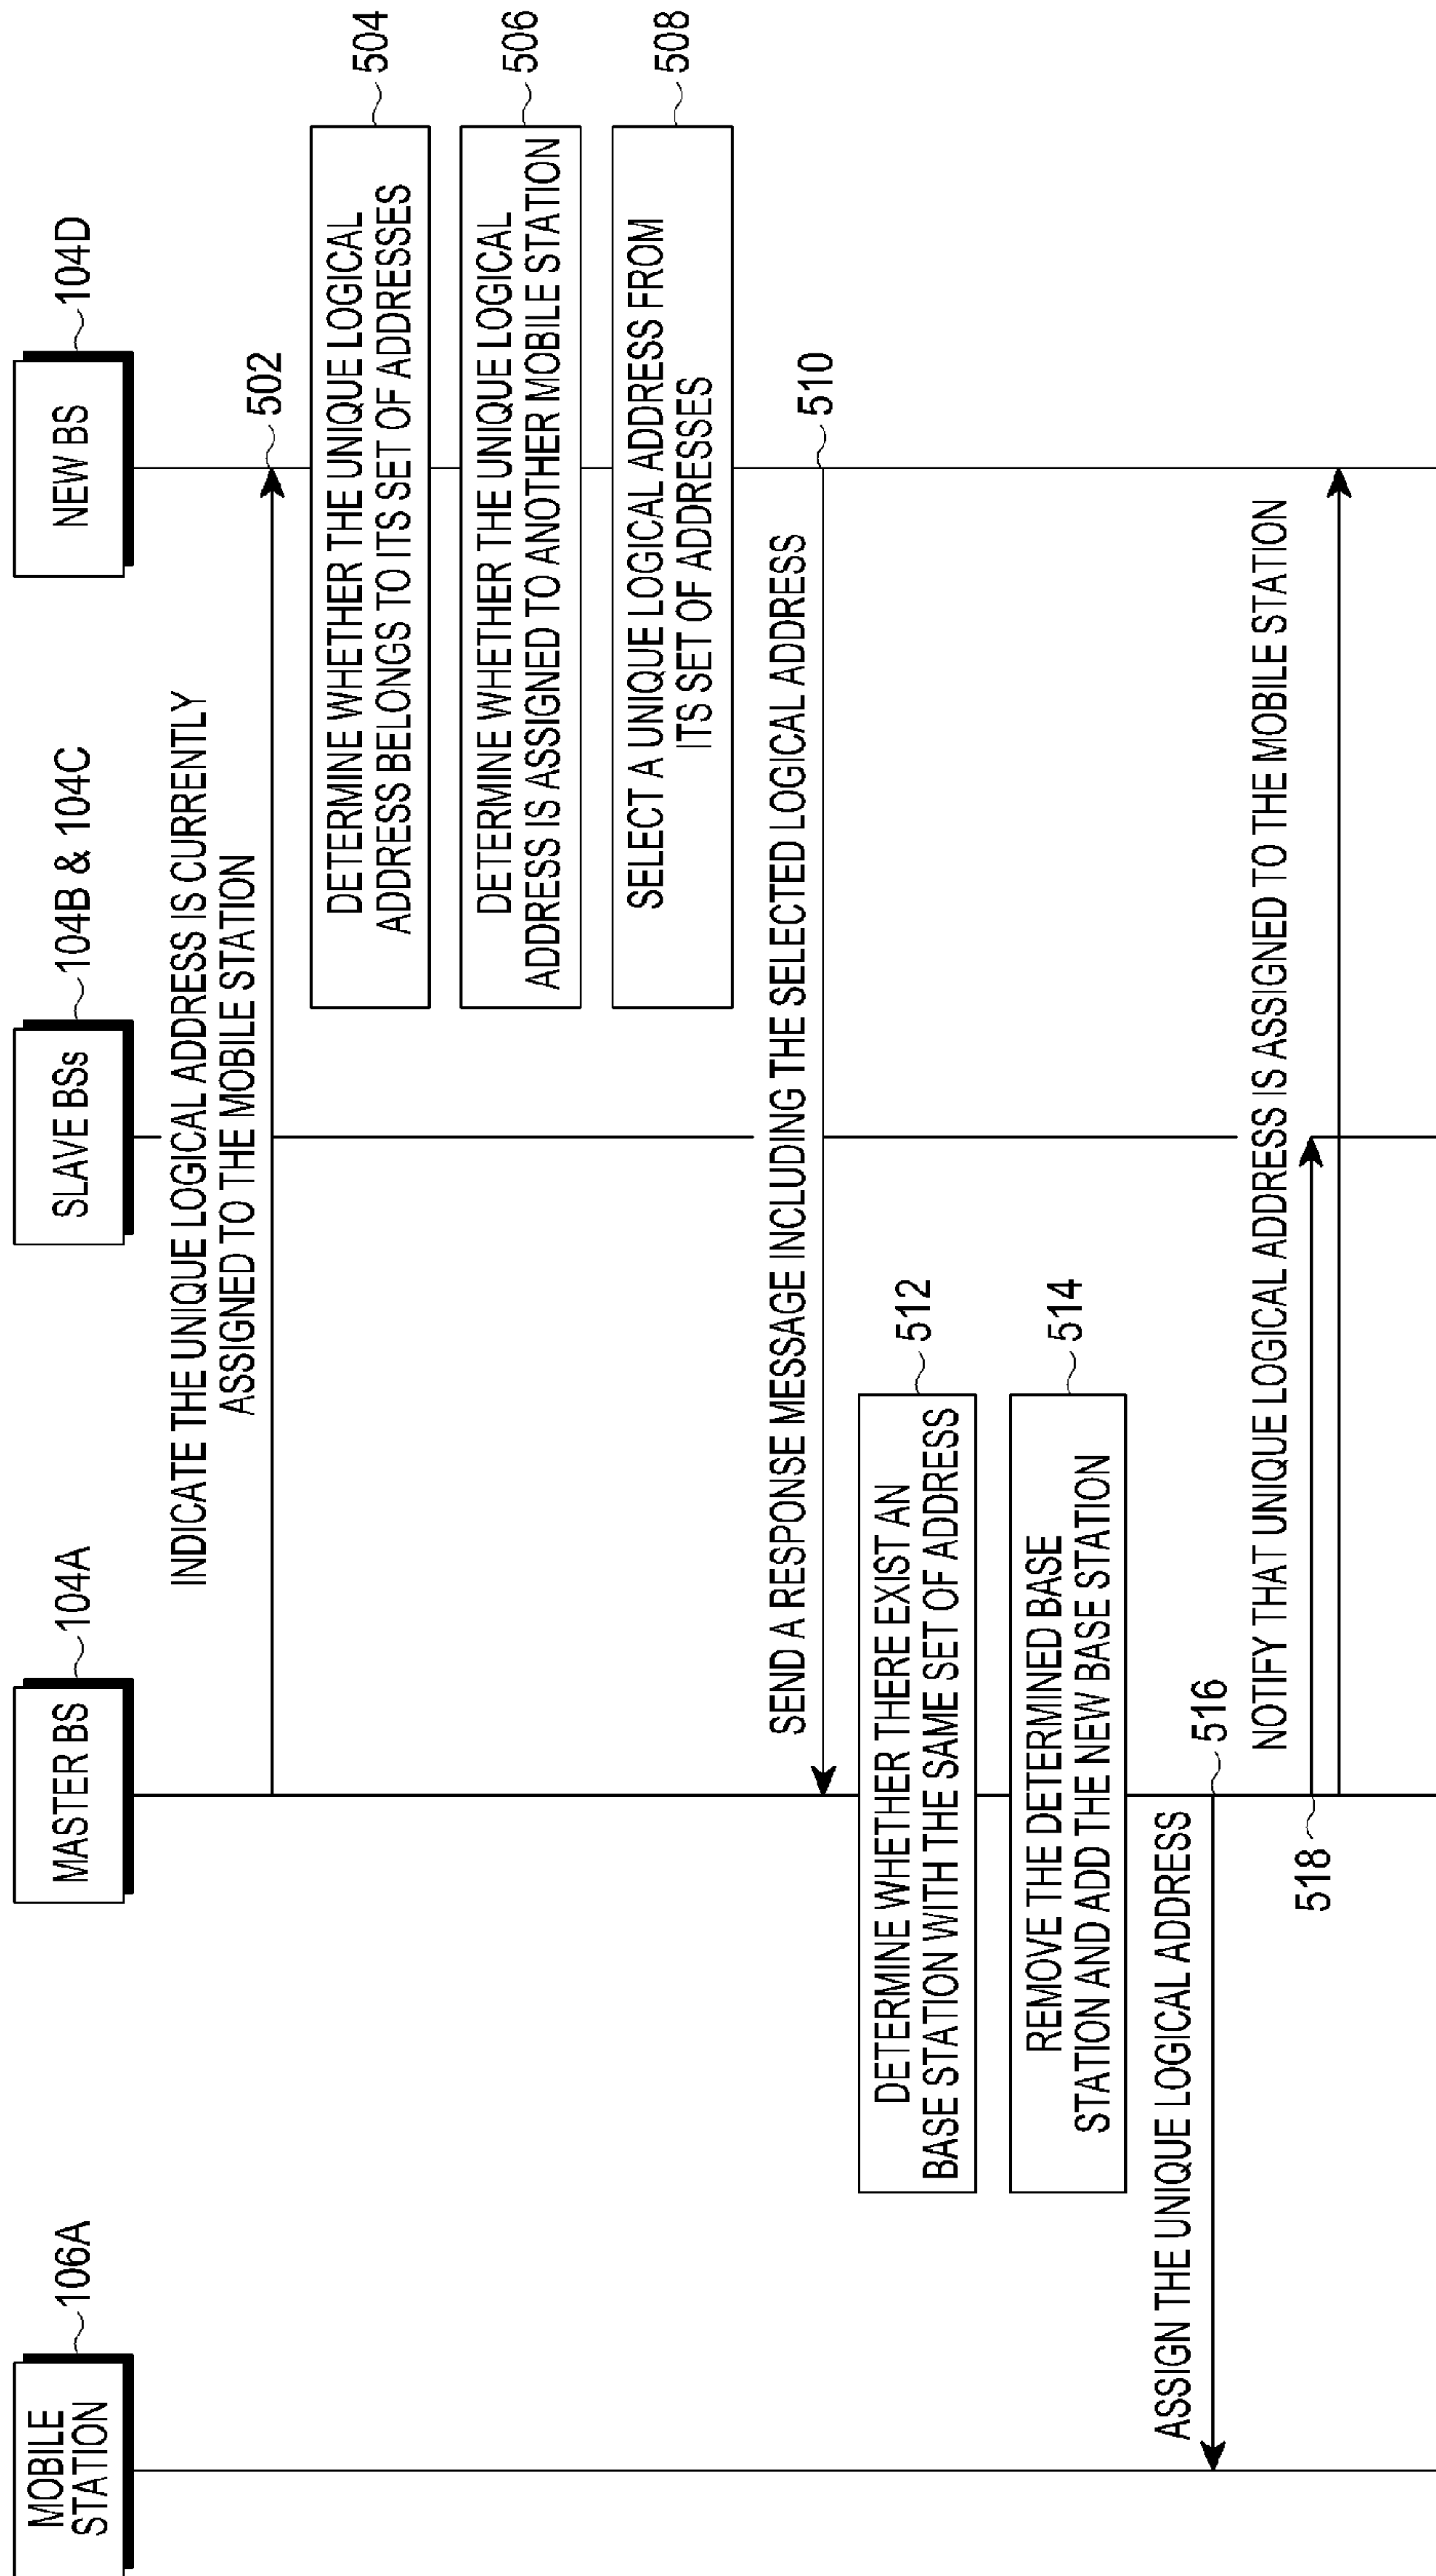 MOBILE
STATION
106A
MASTER BS
104A
SLAVE BSs
104B & 104C
NEW BS
104D
INDICATE THE UNIQUE LOGICAL ADDRESS IS CURRENTLY
ASSIGNED TO THE MOBILE STATION
502
DETERMINE WHETHER THE UNIQUE LOGICAL
ADDRESS BELONGS TO ITS SET OF ADDRESSES
504
DETERMINE WHETHER THE UNIQUE LOGICAL
ADDRESS IS ASSIGNED TO ANOTHER MOBILE STATION
506
SELECT A UNIQUE LOGICAL ADDRESS FROM
ITS SET OF ADDRESSES
508
SEND A RESPONSE MESSAGE INCLUDING THE SELECTED LOGICAL ADDRESS
510
DETERMINE WHETHER THERE EXIST AN
BASE STATION WITH THE SAME SET OF ADDRESS
512
REMOVE THE DETERMINED BASE
STATION AND ADD THE NEW BASE STATION
514
ASSIGN THE UNIQUE LOGICAL ADDRESS
516
NOTIFY THAT UNIQUE LOGICAL ADDRESS IS ASSIGNED TO THE MOBILE STATION
518